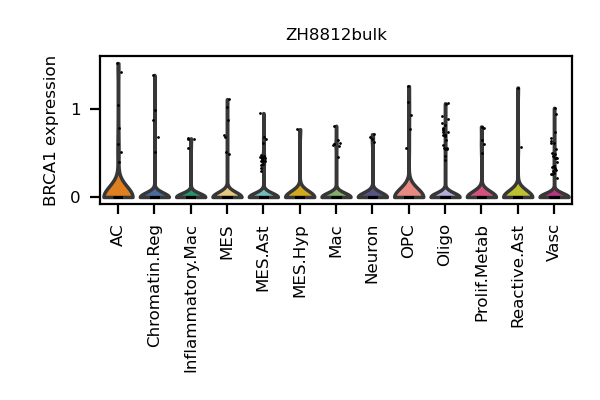 ZH8812bulk
BRCA1 expression
1
0
AC
Chromatin.Reg
Inflammatory.Mac
MES
MES.Ast
MES.Hyp
Mac
Neuron
OPC
Oligo
Prolif.Metab
Reactive.Ast
Vasc